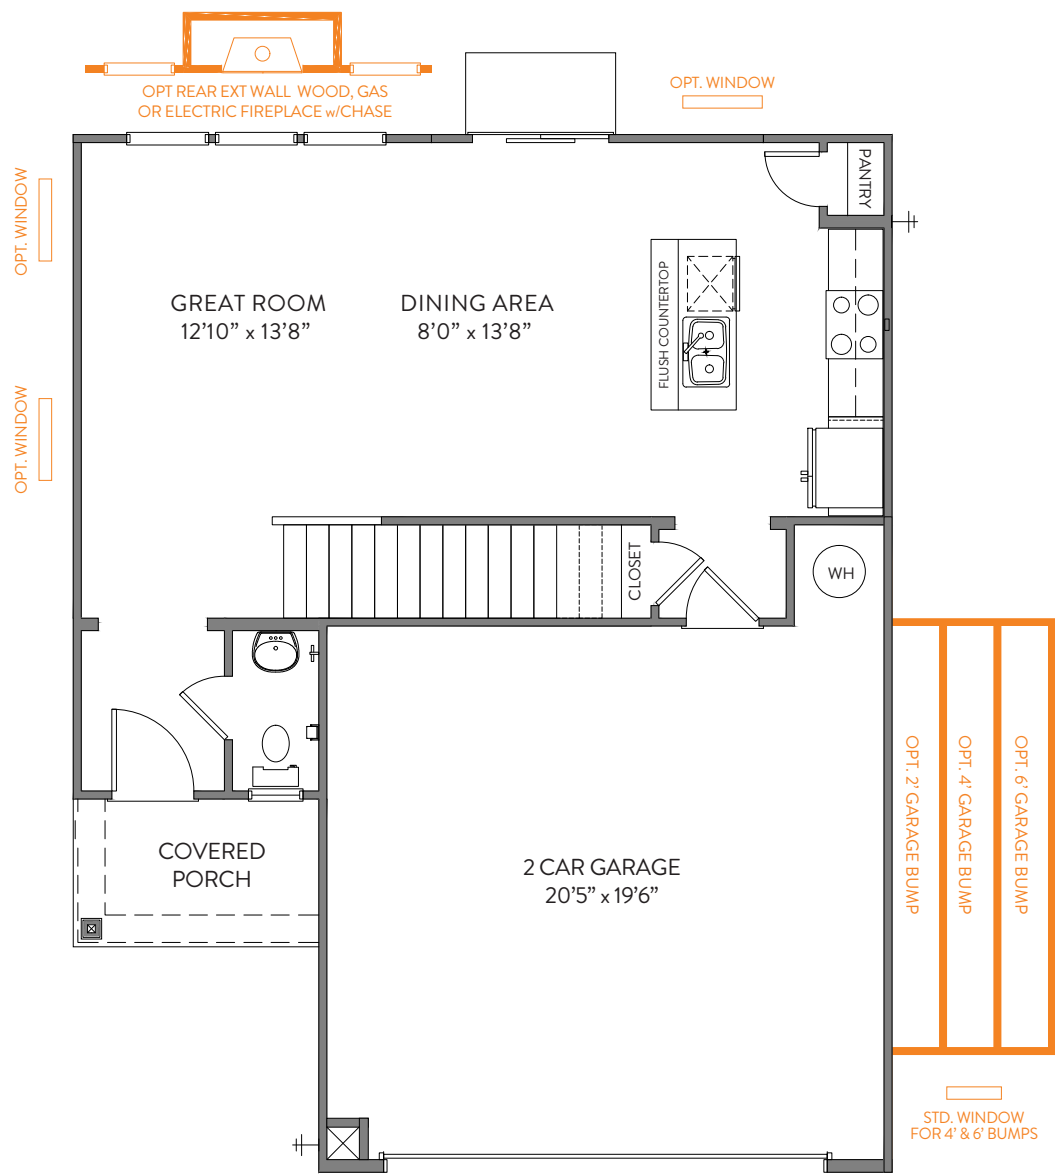 OPT REAR EXT WALL WOOD, GAS
OR ELECTRIC FIREPLACE w/CHASE
OPT. WINDOW
OPT. WINDOW
PANTRY
GREAT ROOM
12'10” x 13'8”
DINING AREA
8'0” x 13'8”
FLUSH COUNTERTOP
OPT. WINDOW
CLOSET
WH
COVERED
PORCH
2 CAR GARAGE
20'5” x 19'6”
OPT. 2' GARAGE BUMP
OPT. 4' GARAGE BUMP
OPT. 6' GARAGE BUMP
STD. WINDOW
FOR 4' & 6' BUMPS